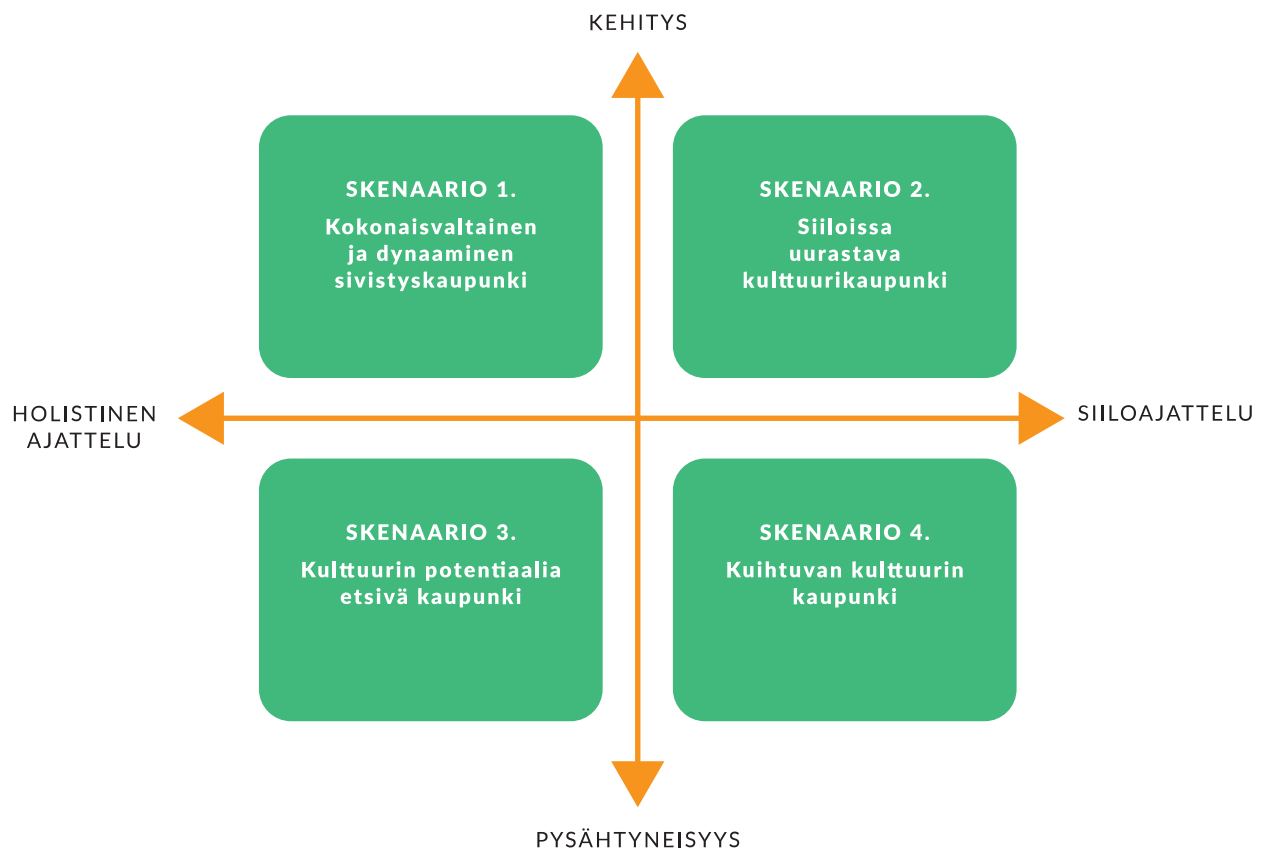 KEHITYS
SKENAARIO 1.
Kokonaisvaltainen
ja dynaaminen
sivistyskaupunki
SKENAARIO 2.
Siiloissa
uurastava
kulttuurikaupunki
HOLISTINEN
AJATTELU
SIILOAJATTELU
SKENAARIO 3.
Kulttuurin potentiaalia
etsivä kaupunki
SKENAARIO 4.
Kuihtuvan kulttuurin
kaupunki
PYSÄHTYNEISYYS